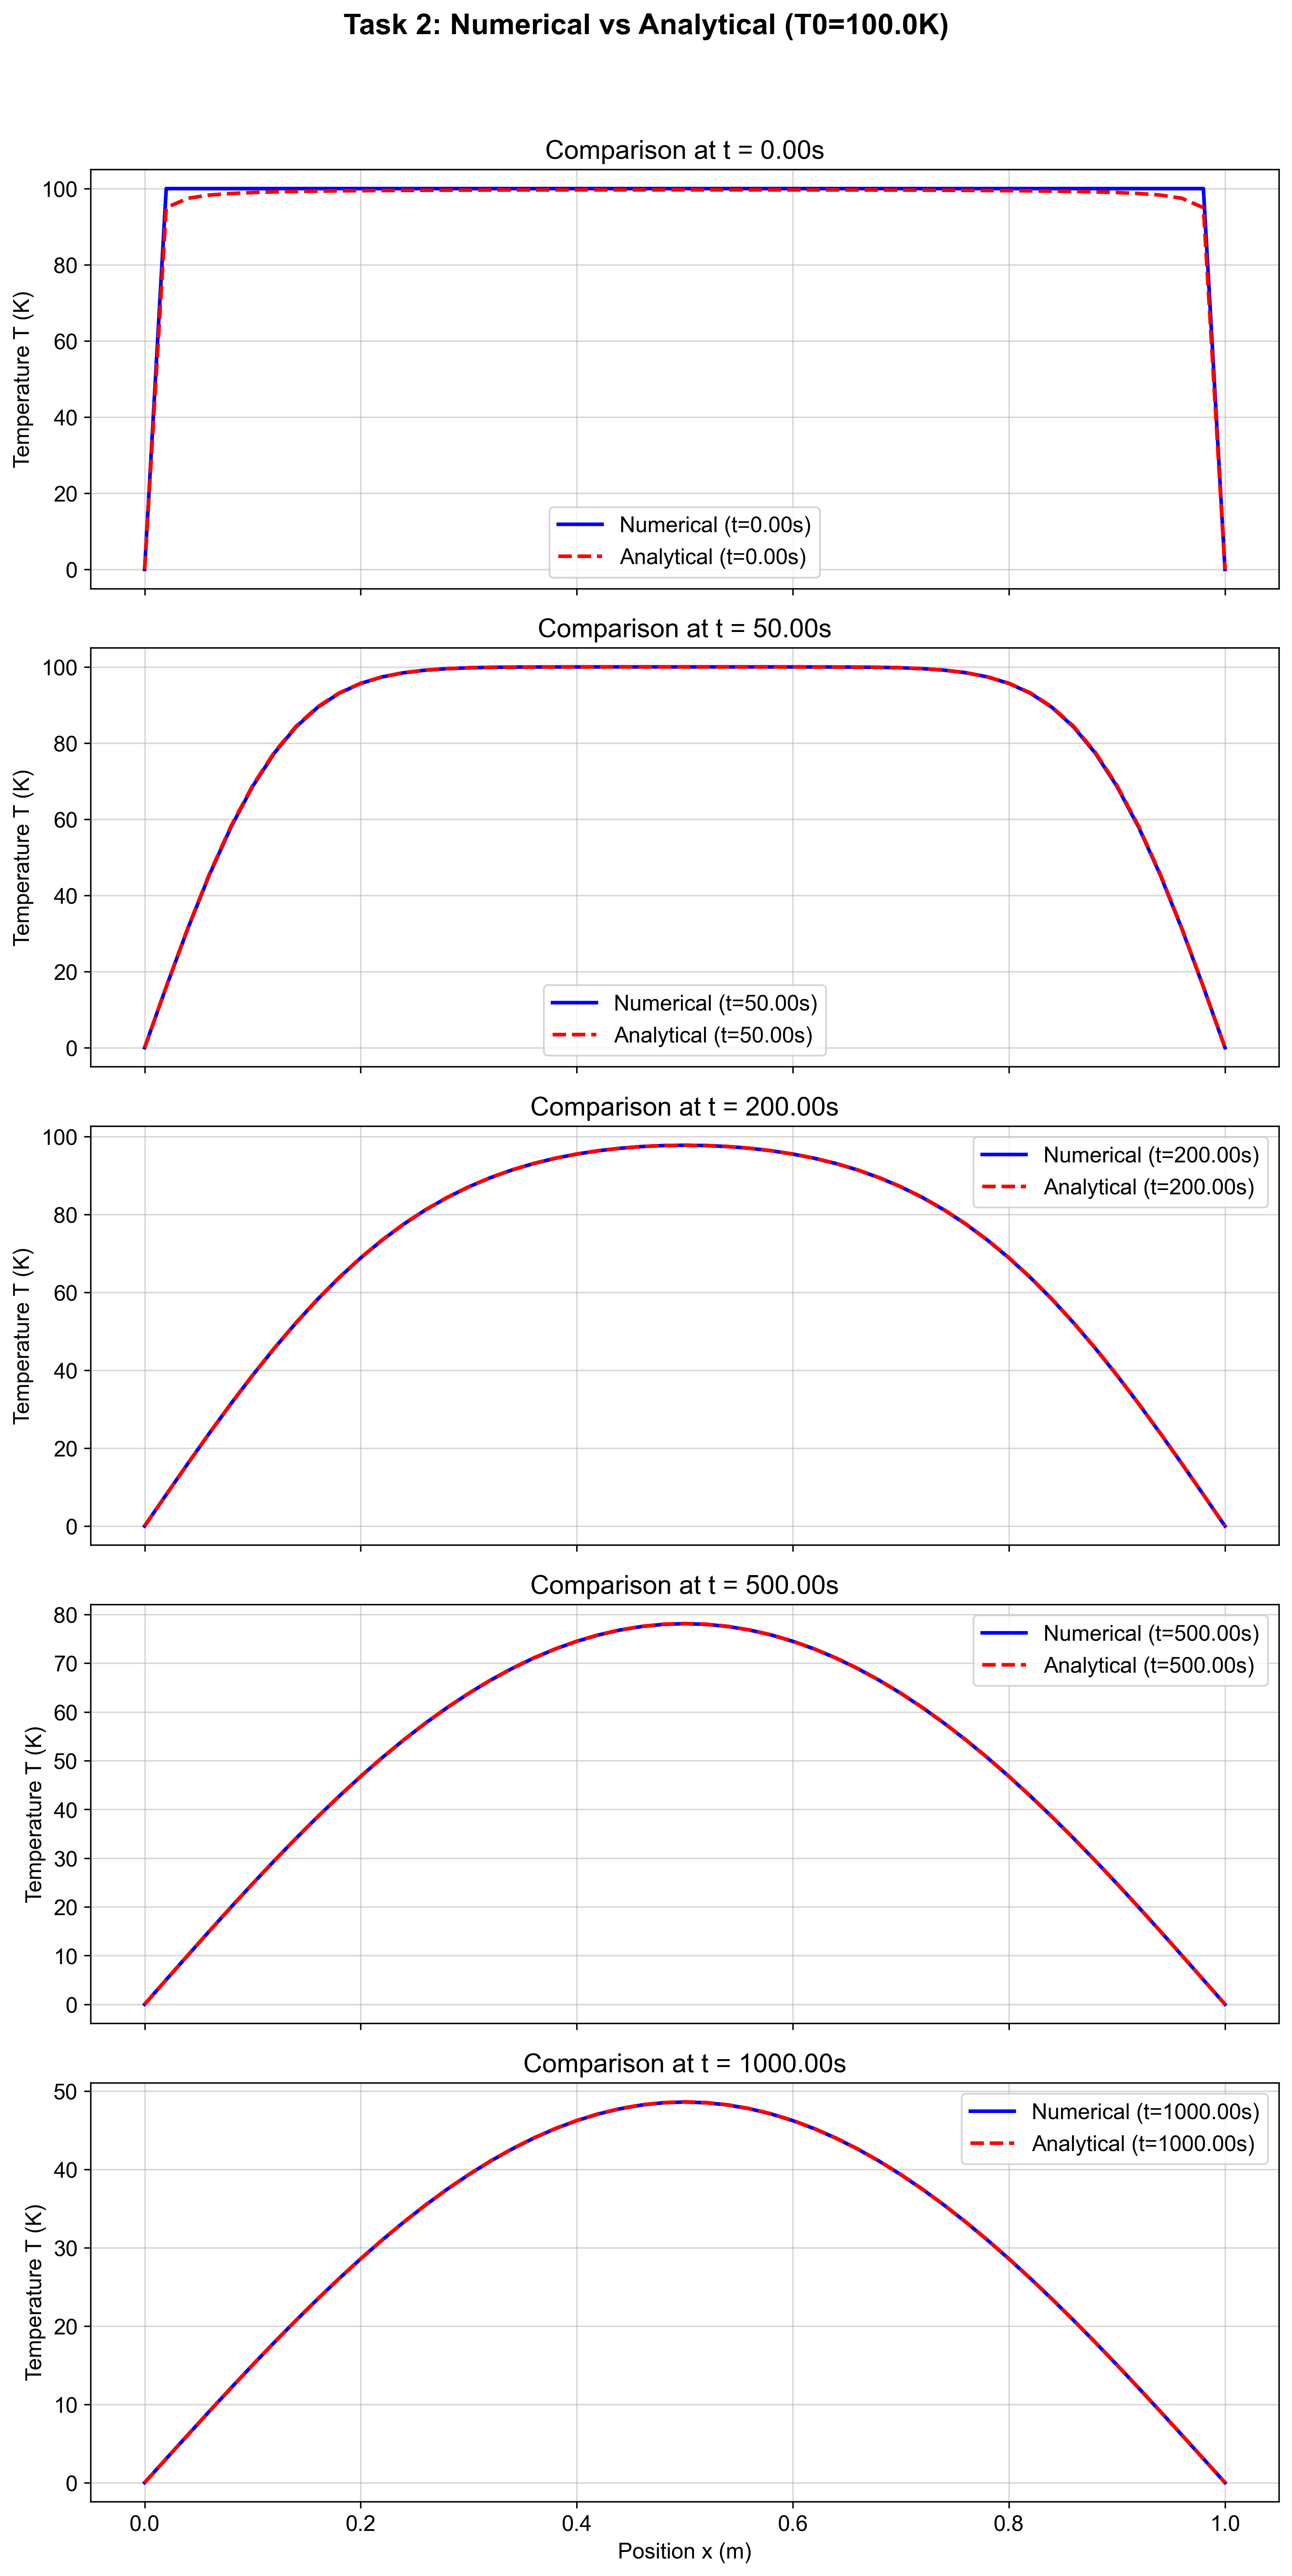 Task 2: Numerical vs Analytical (T0=100.0K)
Comparison at t = 0.00s
Temperature T (K)
100
80
60
40
20
0
Numerical (t=0.00s)
Analytical (t=0.00s)
Comparison at t = 50.00s
Temperature T (K)
100
80
60
40
20
0
Numerical (t=50.00s)
Analytical (t=50.00s)
Comparison at t = 200.00s
Temperature T (K)
100
80
60
40
20
0
Numerical (t=200.00s)
Analytical (t=200.00s)
Comparison at t = 500.00s
Temperature T (K)
80
70
60
50
40
30
20
10
0
Numerical (t=500.00s)
Analytical (t=500.00s)
Comparison at t = 1000.00s
Temperature T (K)
50
40
30
20
10
0
Numerical (t=1000.00s)
Analytical (t=1000.00s)
0.0 0.2 0.4 0.6 0.8 1.0
Position x (m)